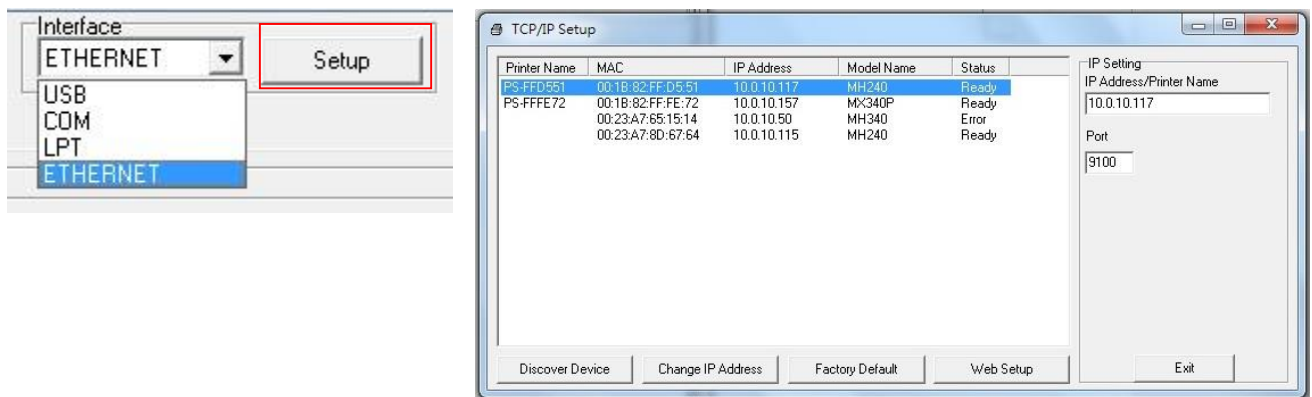 Interface
ETHERNET
Setup
USB
COM
LPT
ETHERNET
TCP/IP Setup
Printer Name MAC IP Address Model Name Status
PS-FFD551 00:1B:82:FF:D5:51 10.0.10.117 MH240 Ready
PS-FFFE72 00:1B:82:FF:FE:72 10.0.10.157 MX340P Ready
00:23:A7:65:15:14 10.0.10.50 MH340 Error
00:23:A7:8D:67:64 10.0.10.115 MH240 Ready
IP Setting
IP Address/Printer Name
10.0.10.117
Port
9100
Discover Device Change IP Address Factory Default Web Setup Exit